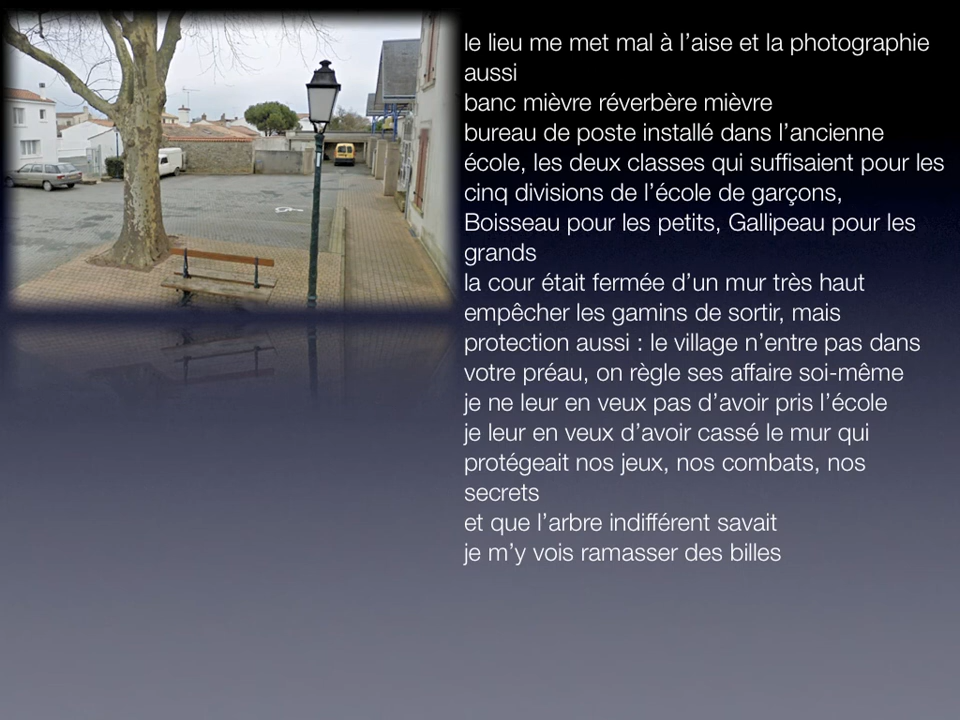 le lieu me met mal à l’aise et la photographie
aussi
banc mièvre réverbère mièvre
bureau de poste installé dans l’ancienne
école, les deux classes qui suffisaient pour les
cinq divisions de l’école de garçons,
Boisseau pour les petits, Gallipeau pour les
grands
la cour était fermée d’un mur très haut
empêcher les gamins de sortir, mais
protection aussi : le village n’entre pas dans
votre préau, on règle ses affaire soi-même
je ne leur en veux pas d’avoir pris l’école
je leur en veux d’avoir cassé le mur qui
protégeait nos jeux, nos combats, nos
secrets
et que l’arbre indifférent savait
je m’y vois ramasser des billes